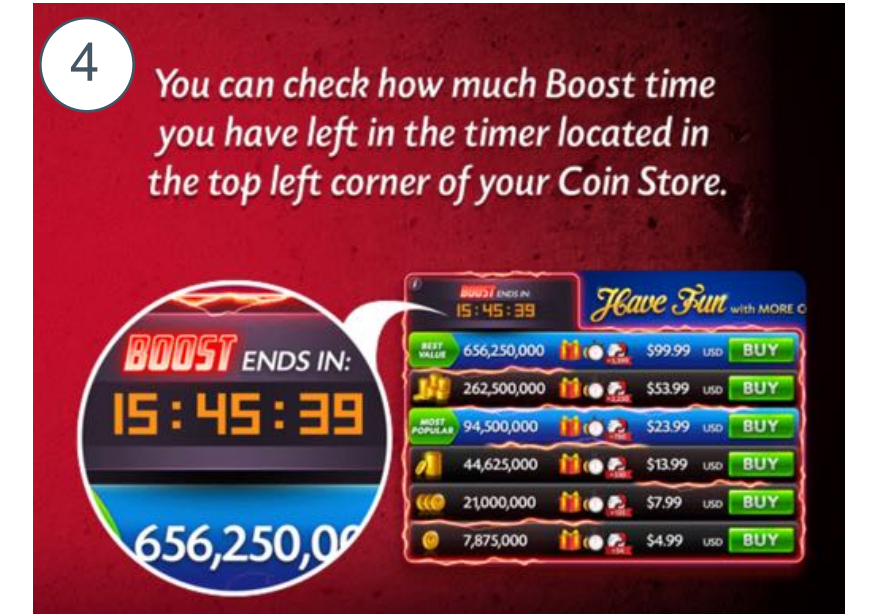 4
You can check how much Boost time
you have left in the timer located in
the top left corner of your Coin Store.
BOOST ENDS IN:
15:45:39
656,250,0
BOOST ENDS IN:
15:45:39
Have Fun with MORE C
BEST VALUE 656,250,000 $99.99 USD BUY
262,500,000 $53.99 USD BUY
MOST POPULAR 94,500,000 $23.99 USD BUY
44,625,000 $13.99 USD BUY
21,000,000 $7.99 USD BUY
7,875,000 $4.99 USD BUY